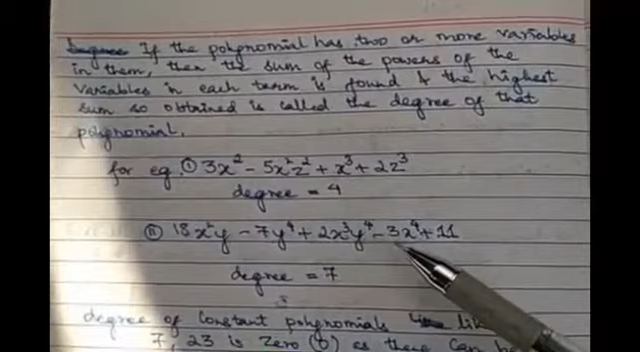 Degree If the polynomial has two or more variables
in them, then the sum of the powers of the
variables in each term is found & the highest
sum so obtained is called the degree of that
polynomial.
for eg. ① 3x² - 5x²z² + x³ + 2z³
degree = 4
② 18x²y - 7y⁴ + 2x³y⁴ - 3x⁴ + 11
degree = 7
degree of constant polynomials like
7, 23 is zero (0) as there can be